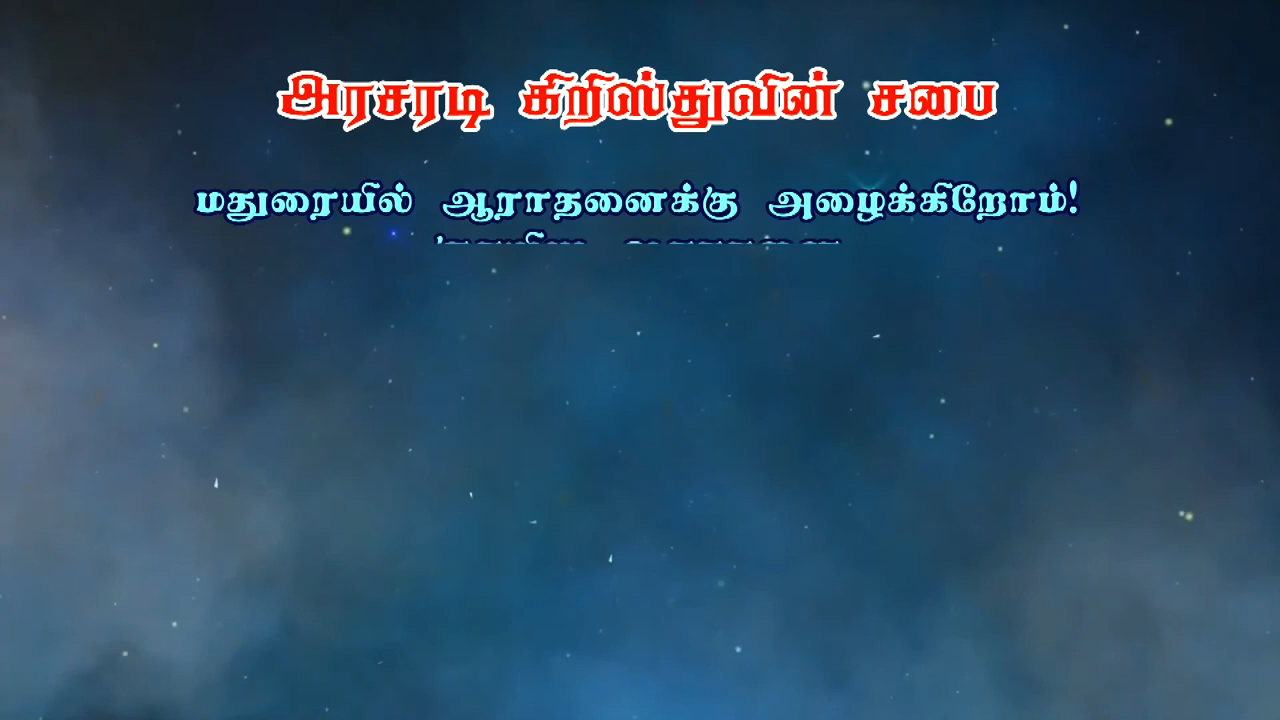 அரசரடி கிறிஸ்துவின் சபை
மதுரையில் ஆராதனைக்கு அழைக்கிறோம்!